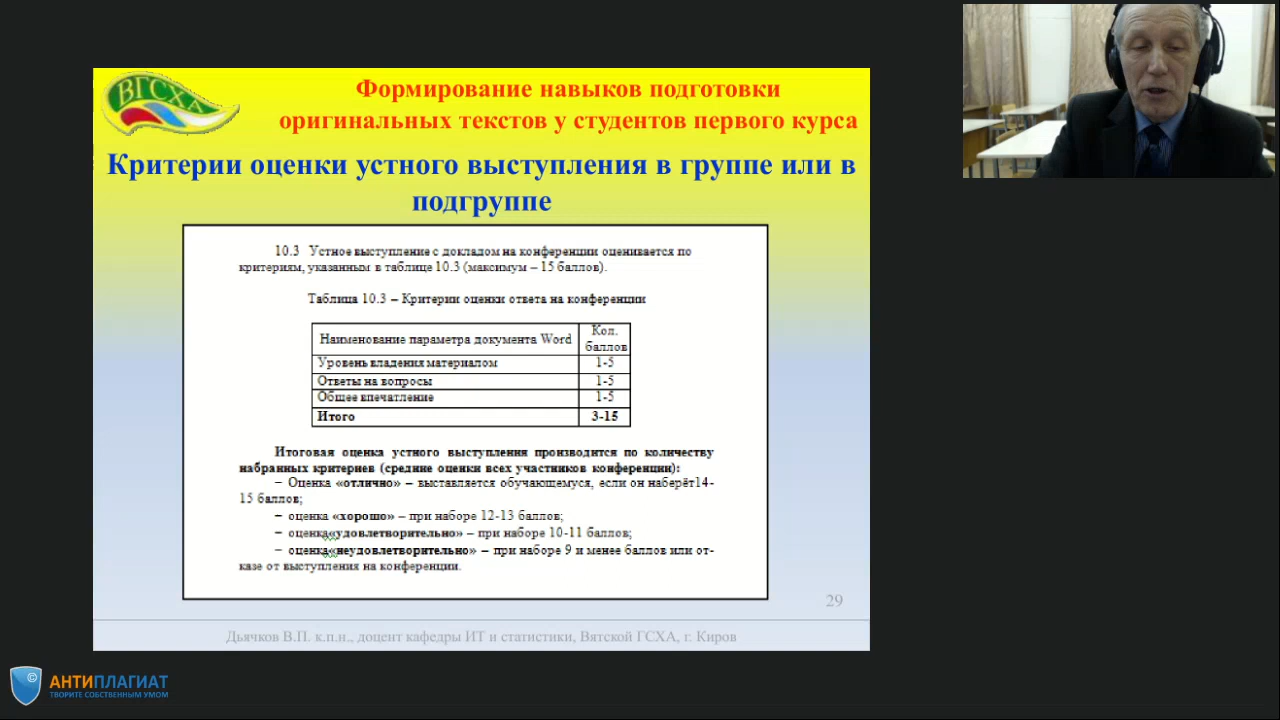 ВГСХА
Формирование навыков подготовки
оригинальных текстов у студентов первого курса
Критерии оценки устного выступления в группе или в
подгруппе
10.3 Устное выступление с докладом на конференции оценивается по
критериям, указанным в таблице 10.3 (максимум – 15 баллов).
Таблица 10.3 – Критерии оценки ответа на конференции
Наименование параметра документа Word
Кол.
баллов
Уровень владения материалом 1-5
Ответы на вопросы 1-5
Общее впечатление 1-5
Итого 3-15
Итоговая оценка устного выступления производится по количеству
набранных критериев (средние оценки всех участников конференции):
– Оценка «отлично» – выставляется обучающемуся, если он наберёт14-
15 баллов;
– оценка «хорошо» – при наборе 12-13 баллов;
– оценка«удовлетворительно» – при наборе 10-11 баллов;
– оценка«неудовлетворительно» – при наборе 9 и менее баллов или от-
казе от выступления на конференции.
29
Дьячков В.П. к.п.н., доцент кафедры ИТ и статистики, Вятской ГСХА, г. Киров
© АНТИПЛАГИАТ
ТВОРИТЕ СОБСТВЕННЫМ УМОМ